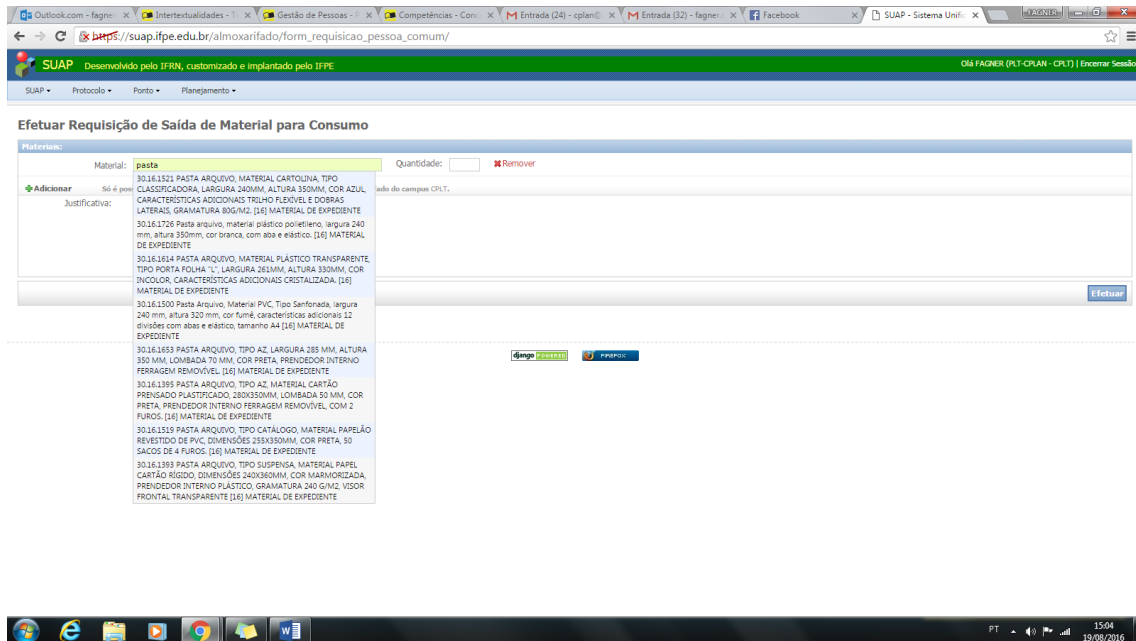 Outlook.com - fagne
Intertextualidades - T
Gestão de Pessoas - P
Competências - Conc
Entrada (24) - cplan@
Entrada (32) - fagner
Facebook
SUAP - Sistema Unific
FAGNER
https://suap.ifpe.edu.br/almoxarifado/form_requisicao_pessoa_comum/
SUAP Desenvolvido pelo IFRN, customizado e implantado pelo IFPE
Olá FAGNER (PLT-CPLAN - CPLT) | Encerrar Sessão
SUAP Protocolo Ponto Planejamento
Efetuar Requisição de Saída de Material para Consumo
Materiais:
Material: pasta Quantidade: Remover
Adicionar Só é pos ado do campus CPLT.
Justificativa:
30.16.1521 PASTA ARQUIVO, MATERIAL CARTOLINA, TIPO
CLASSIFICADORA, LARGURA 240MM, ALTURA 350MM, COR AZUL,
CARACTERÍSTICAS ADICIONAIS TRILHO FLEXÍVEL E DOBRAS
LATERAIS, GRAMATURA 80G/M2. [16] MATERIAL DE EXPEDIENTE
30.16.1726 Pasta arquivo, material plástico polietileno, largura 240
mm, altura 350mm, cor branca, com aba e elástico. [16] MATERIAL
DE EXPEDIENTE
30.16.1614 PASTA ARQUIVO, MATERIAL PLÁSTICO TRANSPARENTE,
TIPO PORTA FOLHA "L", LARGURA 261MM, ALTURA 330MM, COR
INCOLOR, CARACTERÍSTICAS ADICIONAIS CRISTALIZADA. [16]
MATERIAL DE EXPEDIENTE
30.16.1500 Pasta Arquivo, Material PVC, Tipo Sanfonada, largura
240 mm, altura 320 mm, cor fumê, características adicionais 12
divisões com abas e elástico, tamanho A4 [16] MATERIAL DE
EXPEDIENTE
30.16.1653 PASTA ARQUIVO, TIPO AZ, LARGURA 285 MM, ALTURA
350 MM, LOMBADA 70 MM, COR PRETA, PRENDEDOR INTERNO
FERRAGEM REMOVÍVEL. [16] MATERIAL DE EXPEDIENTE
30.16.1395 PASTA ARQUIVO, TIPO AZ, MATERIAL CARTÃO
PRENSADO PLASTIFICADO, 280X350MM, LOMBADA 50 MM, COR
PRETA, PRENDEDOR INTERNO FERRAGEM REMOVÍVEL, COM 2
FUROS. [16] MATERIAL DE EXPEDIENTE
30.16.1519 PASTA ARQUIVO, TIPO CATÁLOGO, MATERIAL PAPELÃO
REVESTIDO DE PVC, DIMENSÕES 255X350MM, COR PRETA, 50
SACOS DE 4 FUROS. [16] MATERIAL DE EXPEDIENTE
30.16.1393 PASTA ARQUIVO, TIPO SUSPENSA, MATERIAL PAPEL
CARTÃO RÍGIDO, DIMENSÕES 240X360MM, COR MARMORIZADA,
PRENDEDOR INTERNO PLÁSTICO, GRAMATURA 240 G/M2, VISOR
FRONTAL TRANSPARENTE [16] MATERIAL DE EXPEDIENTE
Efetuar
django POWERED FIREFOX
PT 15:04
19/08/2016